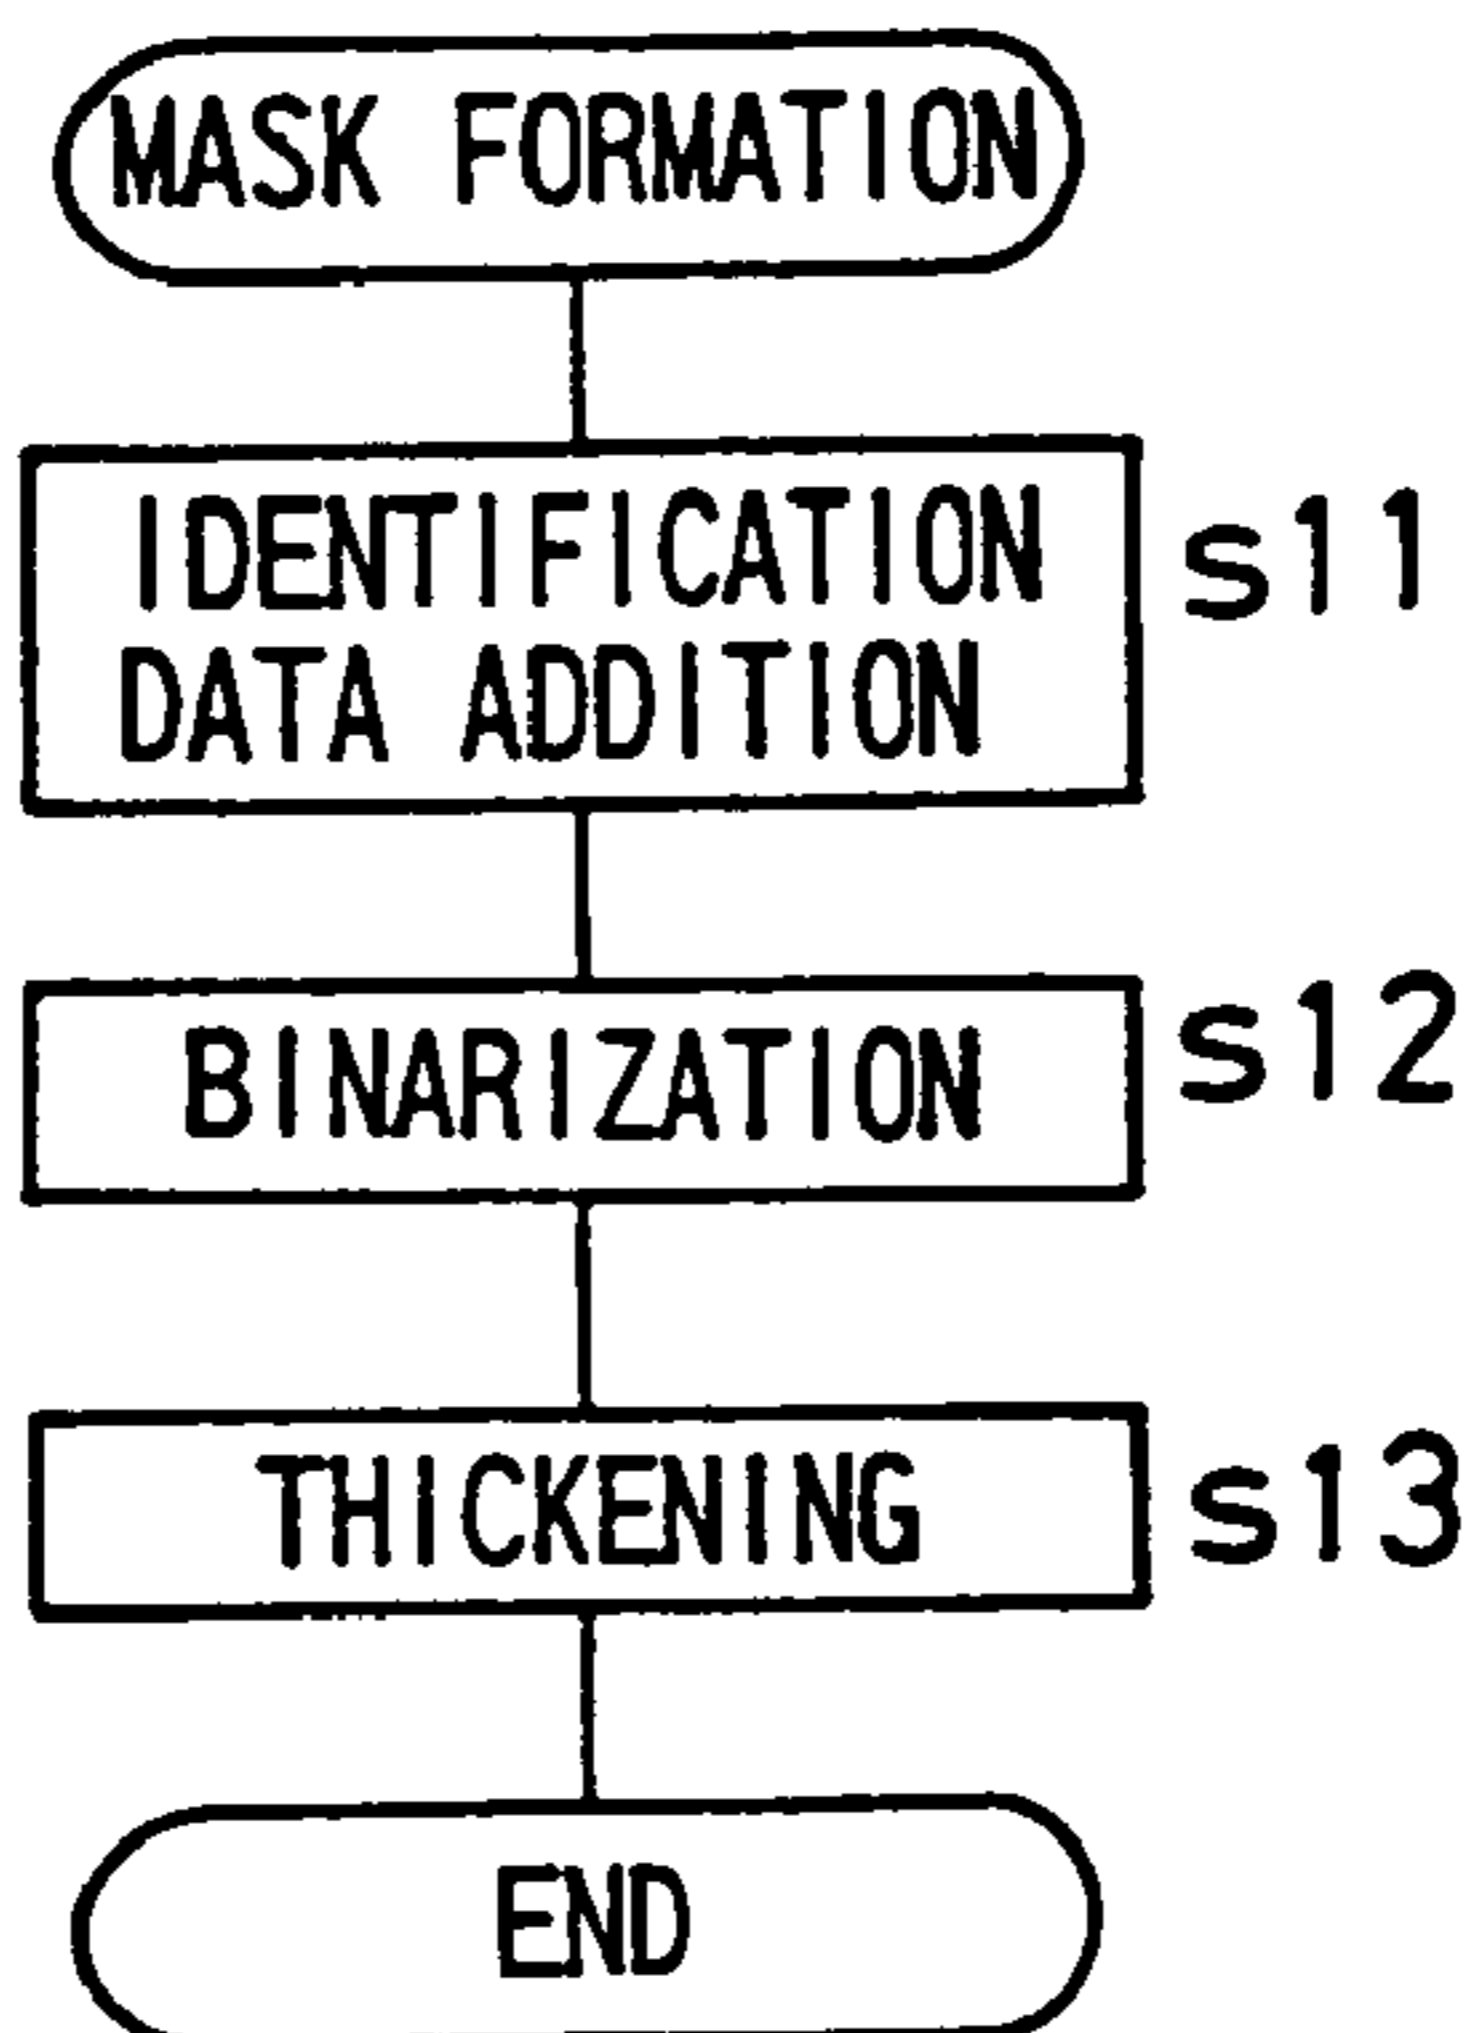 MASK FORMATION
IDENTIFICATION
DATA ADDITION
s11
BINARIZATION
s12
THICKENING
s13
END